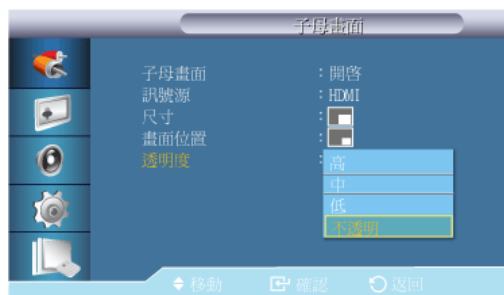 子母畫面
子母畫面 : 開啓
訊號源 : HDMI
尺寸 :
畫面位置 :
透明度 : 高
中
低
不透明
移動 確認 返回